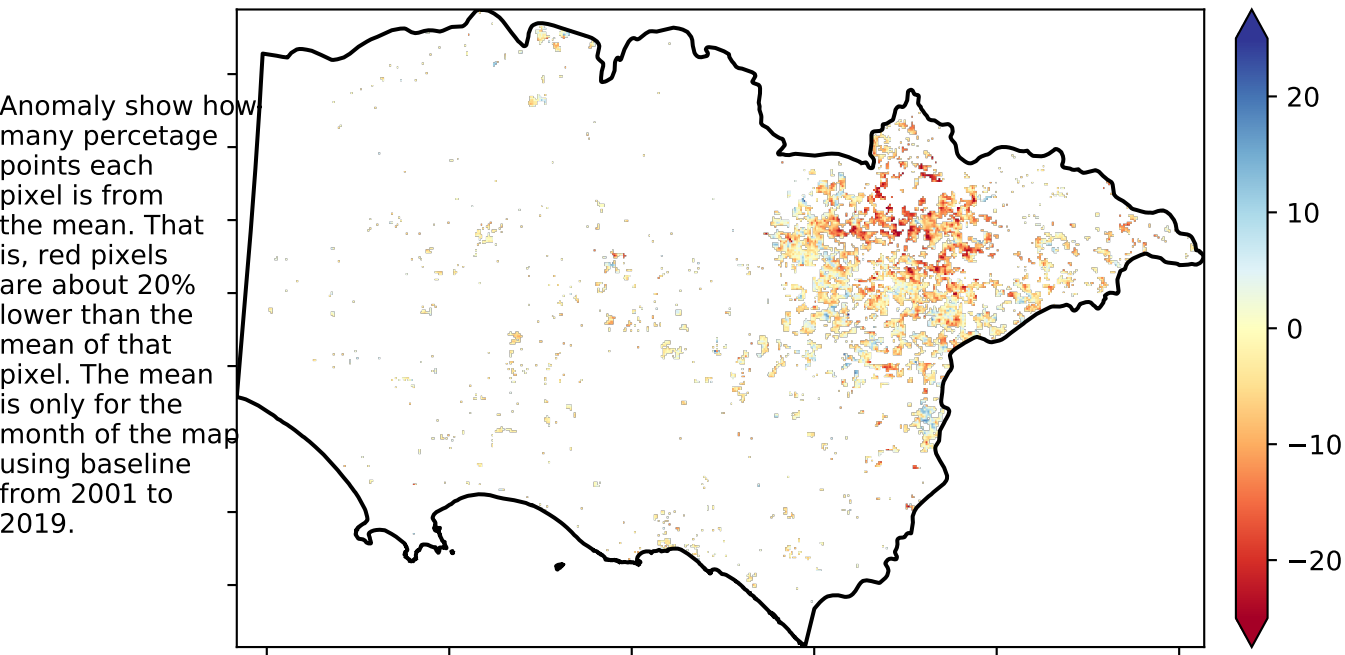 Anomaly show how
many percetage
points each
pixel is from
the mean. That
is, red pixels
are about 20%
lower than the
mean of that
pixel. The mean
is only for the
month of the map
using baseline
from 2001 to
2019.
20
10
0
−10
−20